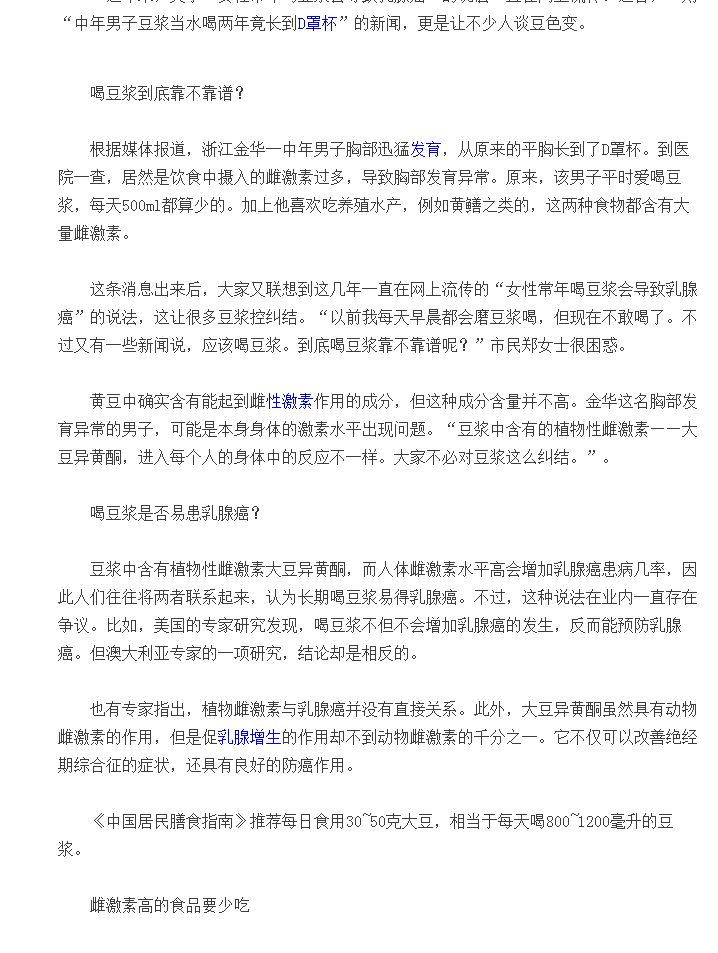 “中年男子豆浆当水喝两年竟长到D罩杯”的新闻，更是让不少人谈豆色变。
喝豆浆到底靠不靠谱？
根据媒体报道，浙江金华一中年男子胸部迅猛发育，从原来的平胸长到了D罩杯。到医
院一查，居然是饮食中摄入的雌激素过多，导致胸部发育异常。原来，该男子平时爱喝豆
浆，每天500ml都算少的。加上他喜欢吃养殖水产，例如黄鳝之类的，这两种食物都含有大
量雌激素。
这条消息出来后，大家又联想到这几年一直在网上流传的“女性常年喝豆浆会导致乳腺
癌”的说法，这让很多豆浆控纠结。“以前我每天早晨都会磨豆浆喝，但现在不敢喝了。不
过又有一些新闻说，应该喝豆浆。到底喝豆浆靠不靠谱呢？”市民郑女士很困惑。
黄豆中确实含有能起到雌性激素作用的成分，但这种成分含量并不高。金华这名胸部发
育异常的男子，可能是本身身体的激素水平出现问题。“豆浆中含有的植物性雌激素——大
豆异黄酮，进入每个人的身体中的反应不一样。大家不必对豆浆这么纠结。”。
喝豆浆是否易患乳腺癌？
豆浆中含有植物性雌激素大豆异黄酮，而人体雌激素水平高会增加乳腺癌患病几率，因
此人们往往将两者联系起来，认为长期喝豆浆易得乳腺癌。不过，这种说法在业内一直存在
争议。比如，美国的专家研究发现，喝豆浆不但不会增加乳腺癌的发生，反而能预防乳腺
癌。但澳大利亚专家的一项研究，结论却是相反的。
也有专家指出，植物雌激素与乳腺癌并没有直接关系。此外，大豆异黄酮虽然具有动物
雌激素的作用，但是促乳腺增生的作用却不到动物雌激素的千分之一。它不仅可以改善绝经
期综合征的症状，还具有良好的防癌作用。
《中国居民膳食指南》推荐每日食用30~50克大豆，相当于每天喝800~1200毫升的豆
浆。
雌激素高的食品要少吃